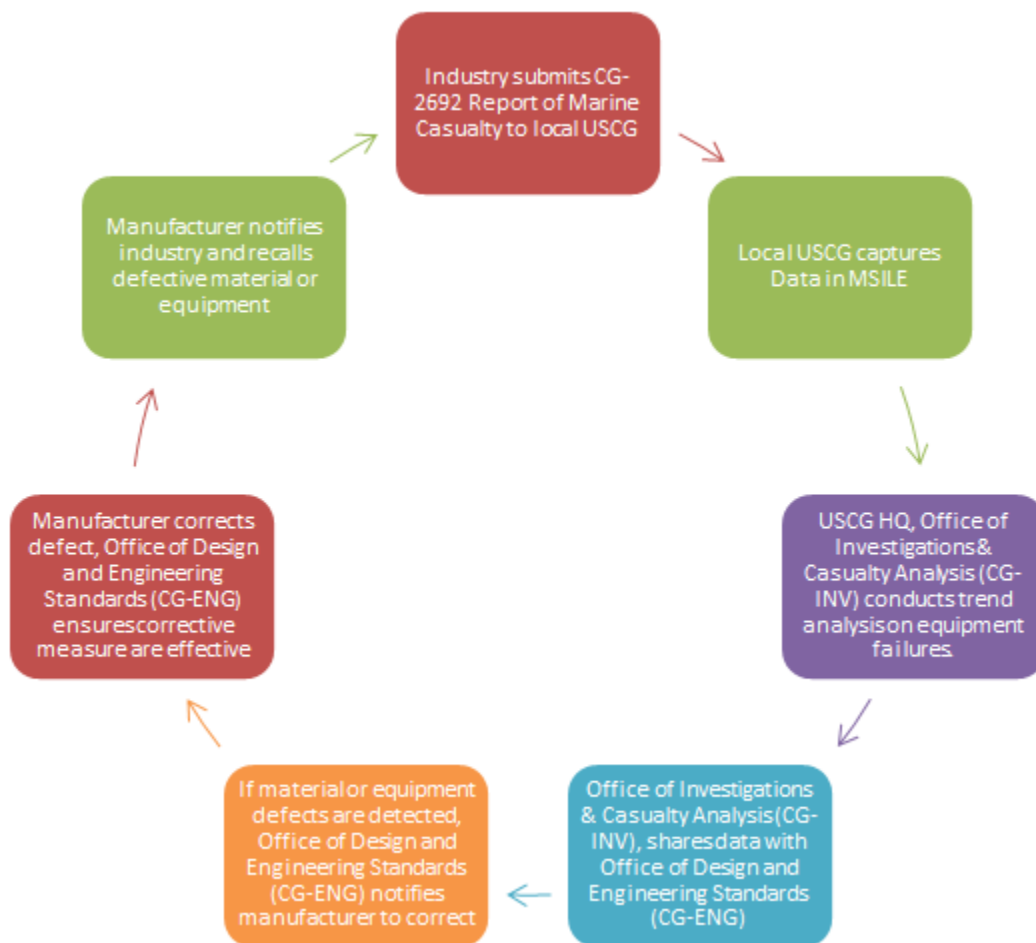 Industry submits CG-
2692 Report of Marine
Casualty to local USCG
Local USCG captures
Data in MSILE
USCG HQ, Office of
Investigations &
Casualty Analysis (CG-
INV) conducts trend
analysis on equipment
failures.
Office of Investigations
& Casualty Analysis (CG-
INV), shares data with
Office of Design and
Engineering Standards
(CG-ENG)
If material or equipment
defects are detected,
Office of Design and
Engineering Standards
(CG-ENG) notifies
manufacturer to correct
Manufacturer corrects
defect, Office of Design
and Engineering
Standards (CG-ENG)
ensures corrective
measure are effective
Manufacturer notifies
industry and recalls
defective material or
equipment